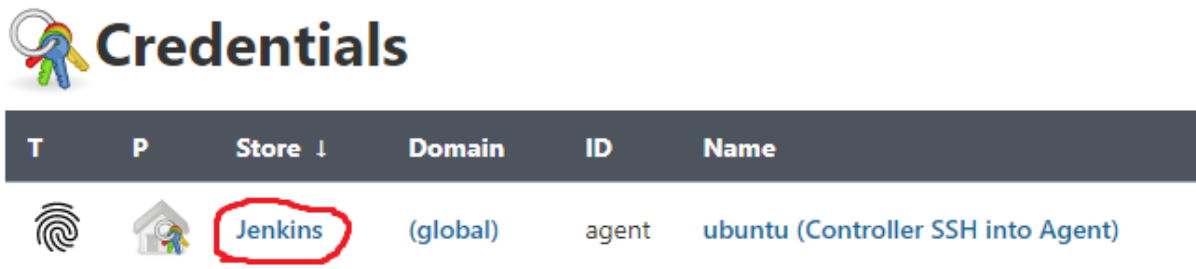 Credentials
T P Store ↓ Domain ID Name
Jenkins (global) agent ubuntu (Controller SSH into Agent)